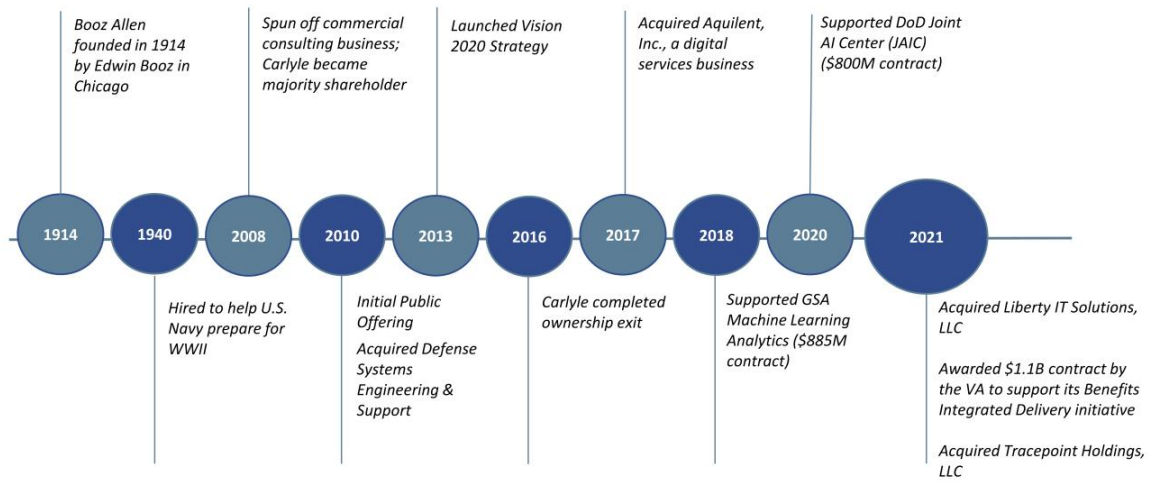 Booz Allen
founded in 1914
by Edwin Booz in
Chicago
Spun off commercial
consulting business;
Carlyle became
majority shareholder
Launched Vision
2020 Strategy
Acquired Aquilent,
Inc., a digital
services business
Supported DoD Joint
AI Center (JAIC)
($800M contract)
1914
1940
2008
2010
2013
2016
2017
2018
2020
2021
Hired to help U.S.
Navy prepare for
WWII
Initial Public
Offering
Acquired Defense
Systems
Engineering &
Support
Carlyle completed
ownership exit
Supported GSA
Machine Learning
Analytics ($885M
contract)
Acquired Liberty IT Solutions,
LLC
Awarded $1.1B contract by
the VA to support its Benefits
Integrated Delivery initiative
Acquired Tracepoint Holdings,
LLC